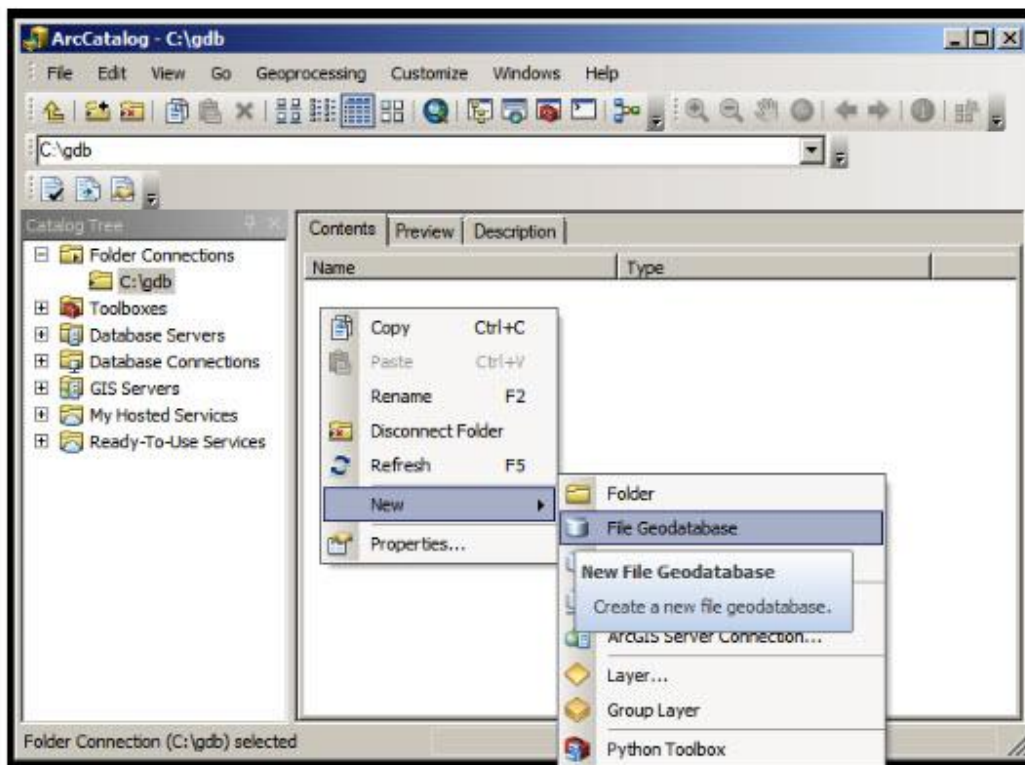 ArcCatalog - C:\gdb
File Edit View Go Geoprocessing Customize Windows Help
C:\gdb
Catalog Tree
Folder Connections
C:\gdb
Toolboxes
Database Servers
Database Connections
GIS Servers
My Hosted Services
Ready-To-Use Services
Contents Preview Description
Name Type
Copy Ctrl+C
Paste Ctrl+V
Rename F2
Disconnect Folder
Refresh F5
New
Properties...
Folder
File Geodatabase
New File Geodatabase
Create a new file geodatabase.
ArcGIS Server Connection...
Layer...
Group Layer
Python Toolbox
Folder Connection (C:\gdb) selected